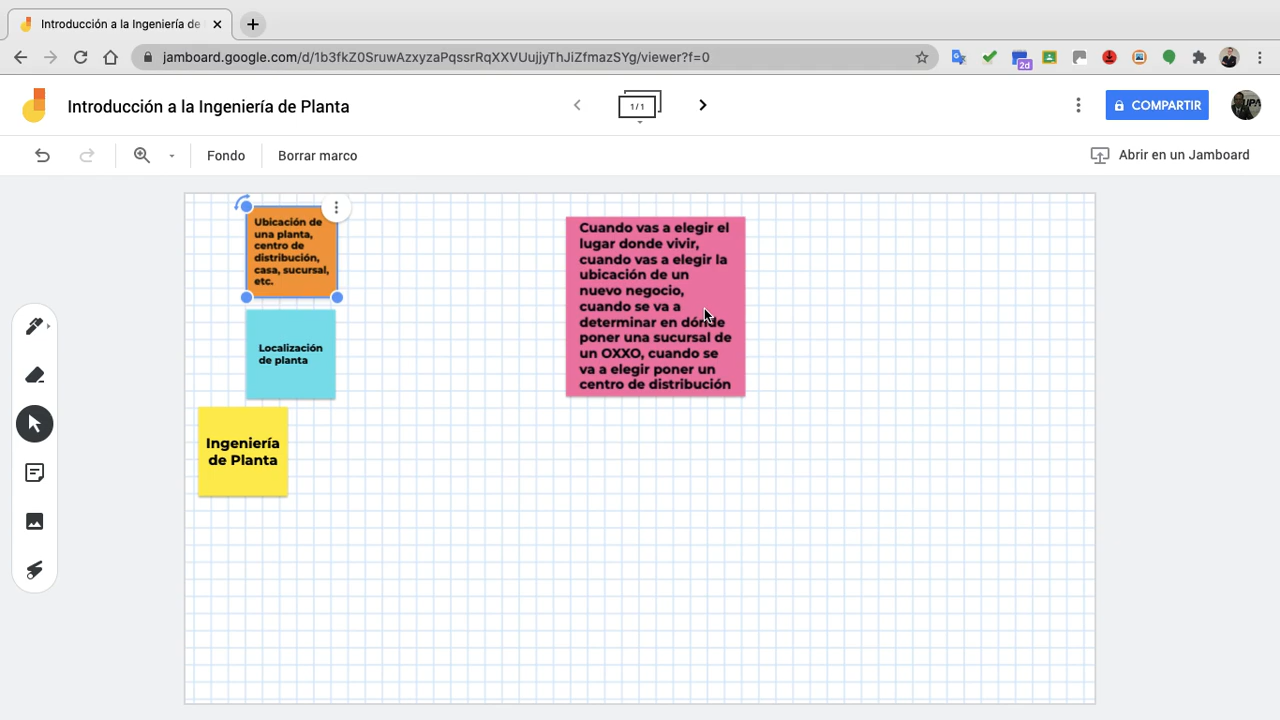 Introducción a la Ingeniería de
jamboard.google.com/d/1b3fkZ0SruwAzxyzaPqssrRqXXVUujjyThJiZfmazSYg/viewer?f=0
2d
Introducción a la Ingeniería de Planta
1/1
COMPARTIR
Fondo
Borrar marco
Abrir en un Jamboard
Ubicación de
una planta,
centro de
distribución,
casa, sucursal,
etc.
Localización
de planta
Ingeniería
de Planta
Cuando vas a elegir el
lugar donde vivir,
cuando vas a elegir la
ubicación de un
nuevo negocio,
cuando se va a
determinar en dónde
poner una sucursal de
un OXXO, cuando se
va a elegir poner un
centro de distribución